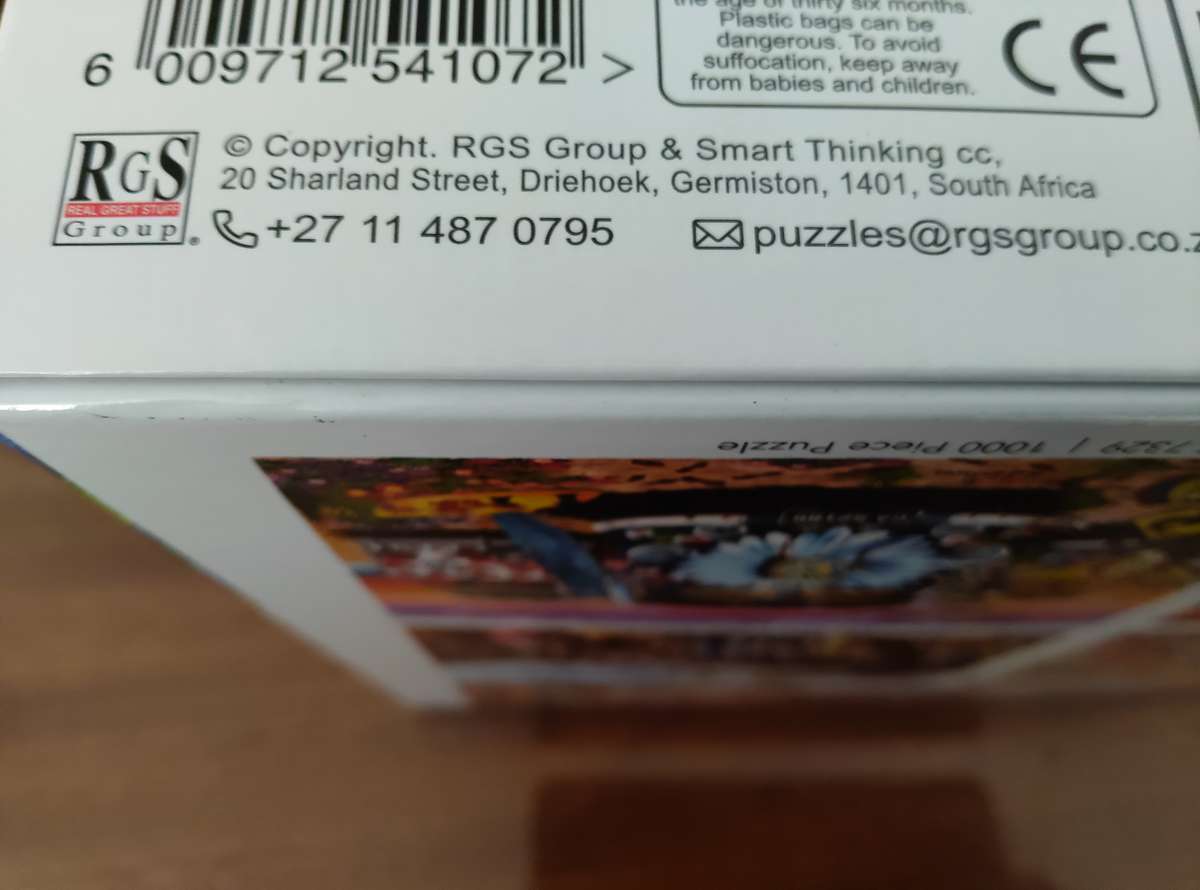 the age of thirty six months.
Plastic bags can be
dangerous. To avoid
suffocation, keep away
from babies and children.
CE
6 009712 541072 >
RGS
REAL GREAT STUFF
Group®
© Copyright. RGS Group & Smart Thinking cc,
20 Sharland Street, Driehoek, Germiston, 1401, South Africa
+27 11 487 0795
puzzles@rgsgroup.co.z
7329 | 1000 Piece Puzzle